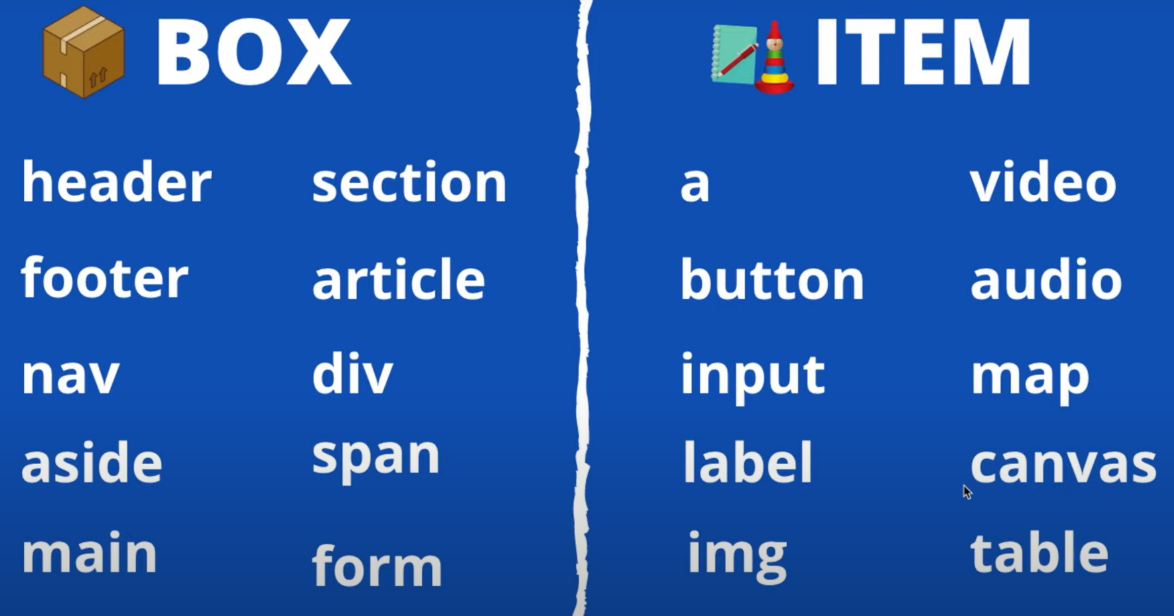 BOX
header
section
footer
article
nav
div
aside
span
main
form
ITEM
a
video
button
audio
input
map
label
canvas
img
table